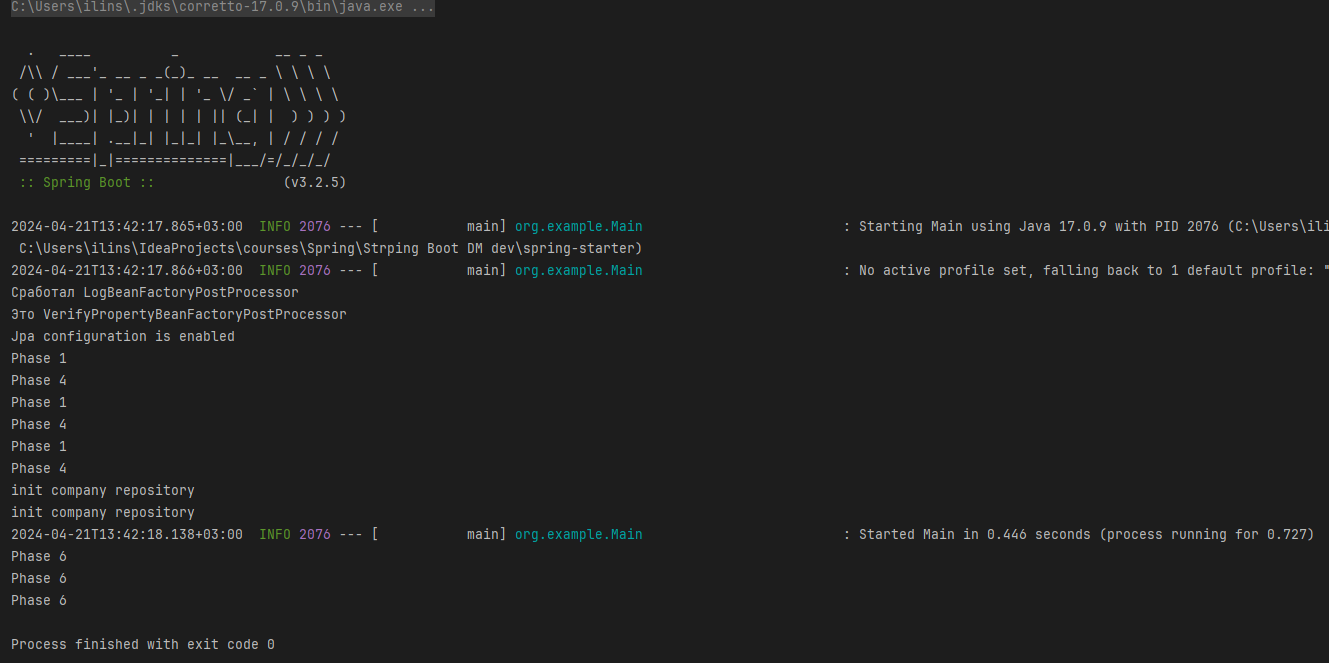 C:\Users\ilins\.jdks\corretto-17.0.9\bin\java.exe ...
  .   ____          _            __ _ _
 /\\ / ___'_ __ _ _(_)_ __  __ _ \ \ \ \
( ( )\___ | '_ | '_| | '_ \/ _` | \ \ \ \
 \\/  ___)| |_)| | | | | || (_| |  ) ) ) )
  '  |____| .__|_| |_|_| |_\__, | / / / /
 =========|_|==============|___/=/_/_/_/
 :: Spring Boot ::                (v3.2.5)
2024-04-21T13:42:17.865+03:00  INFO 2076 --- [           main] org.example.Main                         : Starting Main using Java 17.0.9 with PID 2076 (C:\Users\ili
 C:\Users\ilins\IdeaProjects\courses\Spring\Strping Boot DM dev\spring-starter)
2024-04-21T13:42:17.866+03:00  INFO 2076 --- [           main] org.example.Main                         : No active profile set, falling back to 1 default profile: "
Сработал LogBeanFactoryPostProcessor
Это VerifyPropertyBeanFactoryPostProcessor
Jpa configuration is enabled
Phase 1
Phase 4
Phase 1
Phase 4
Phase 1
Phase 4
init company repository
init company repository
2024-04-21T13:42:18.138+03:00  INFO 2076 --- [           main] org.example.Main                         : Started Main in 0.446 seconds (process running for 0.727)
Phase 6
Phase 6
Phase 6
Process finished with exit code 0